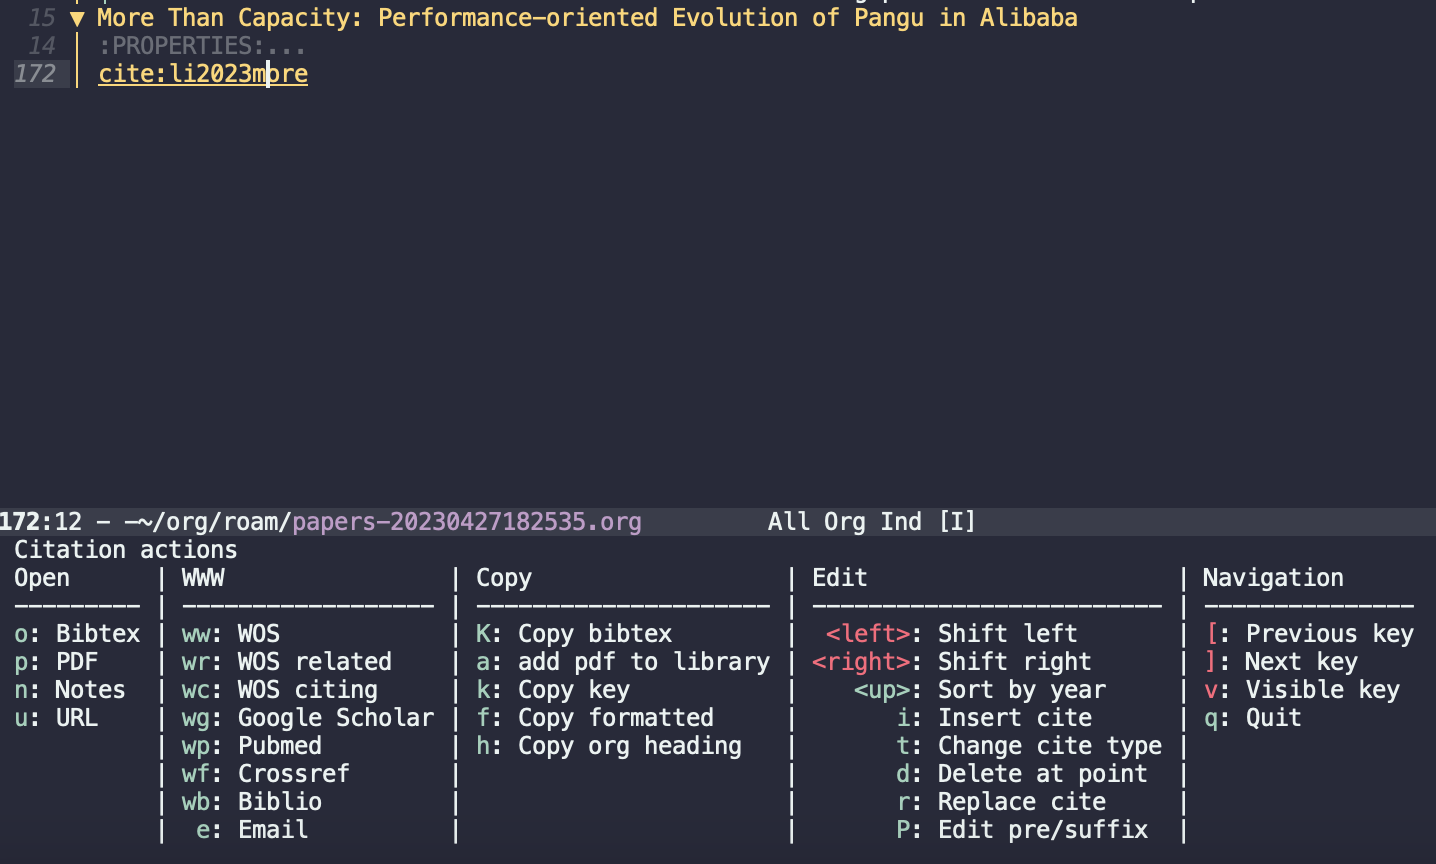 15 ▼ More Than Capacity: Performance-oriented Evolution of Pangu in Alibaba
14 :PROPERTIES:...
172 cite:li2023more
172:12 - -~/org/roam/papers-20230427182535.org All Org Ind [I]
Citation actions
Open | WWW | Copy | Edit | Navigation
--------- | ------------------ | --------------------- | ------------------------- | ---------------
o: Bibtex | ww: WOS | K: Copy bibtex | <left>: Shift left | [: Previous key
p: PDF | wr: WOS related | a: add pdf to library | <right>: Shift right | ]: Next key
n: Notes | wc: WOS citing | k: Copy key | <up>: Sort by year | v: Visible key
u: URL | wg: Google Scholar | f: Copy formatted | i: Insert cite | q: Quit
| wp: Pubmed | h: Copy org heading | t: Change cite type |
| wf: Crossref | | d: Delete at point |
| wb: Biblio | | r: Replace cite |
| e: Email | | P: Edit pre/suffix |